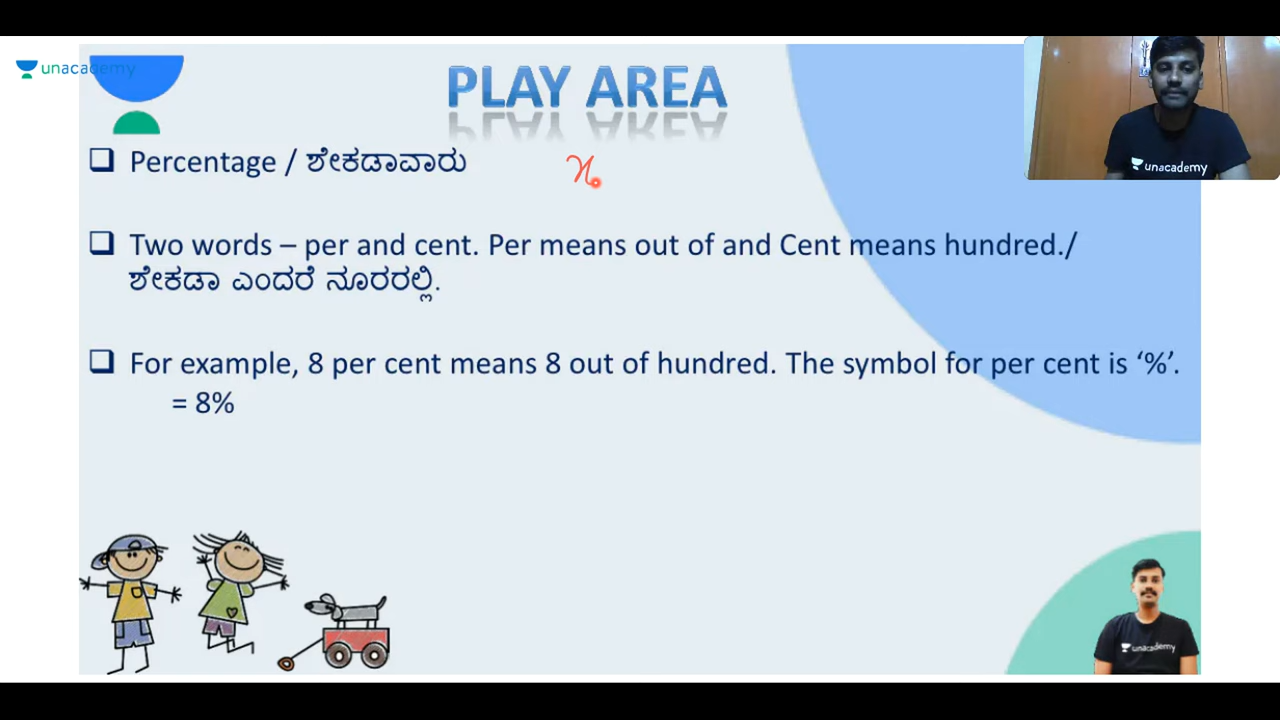 unacademy
PLAY AREA
Percentage / ಶೇಕಡಾವಾರು
x
unacademy
Two words – per and cent. Per means out of and Cent means hundred./
ಶೇಕಡಾ ಎಂದರೆ ನೂರರಲ್ಲಿ.
For example, 8 per cent means 8 out of hundred. The symbol for per cent is ‘%’.
= 8%
unacademy